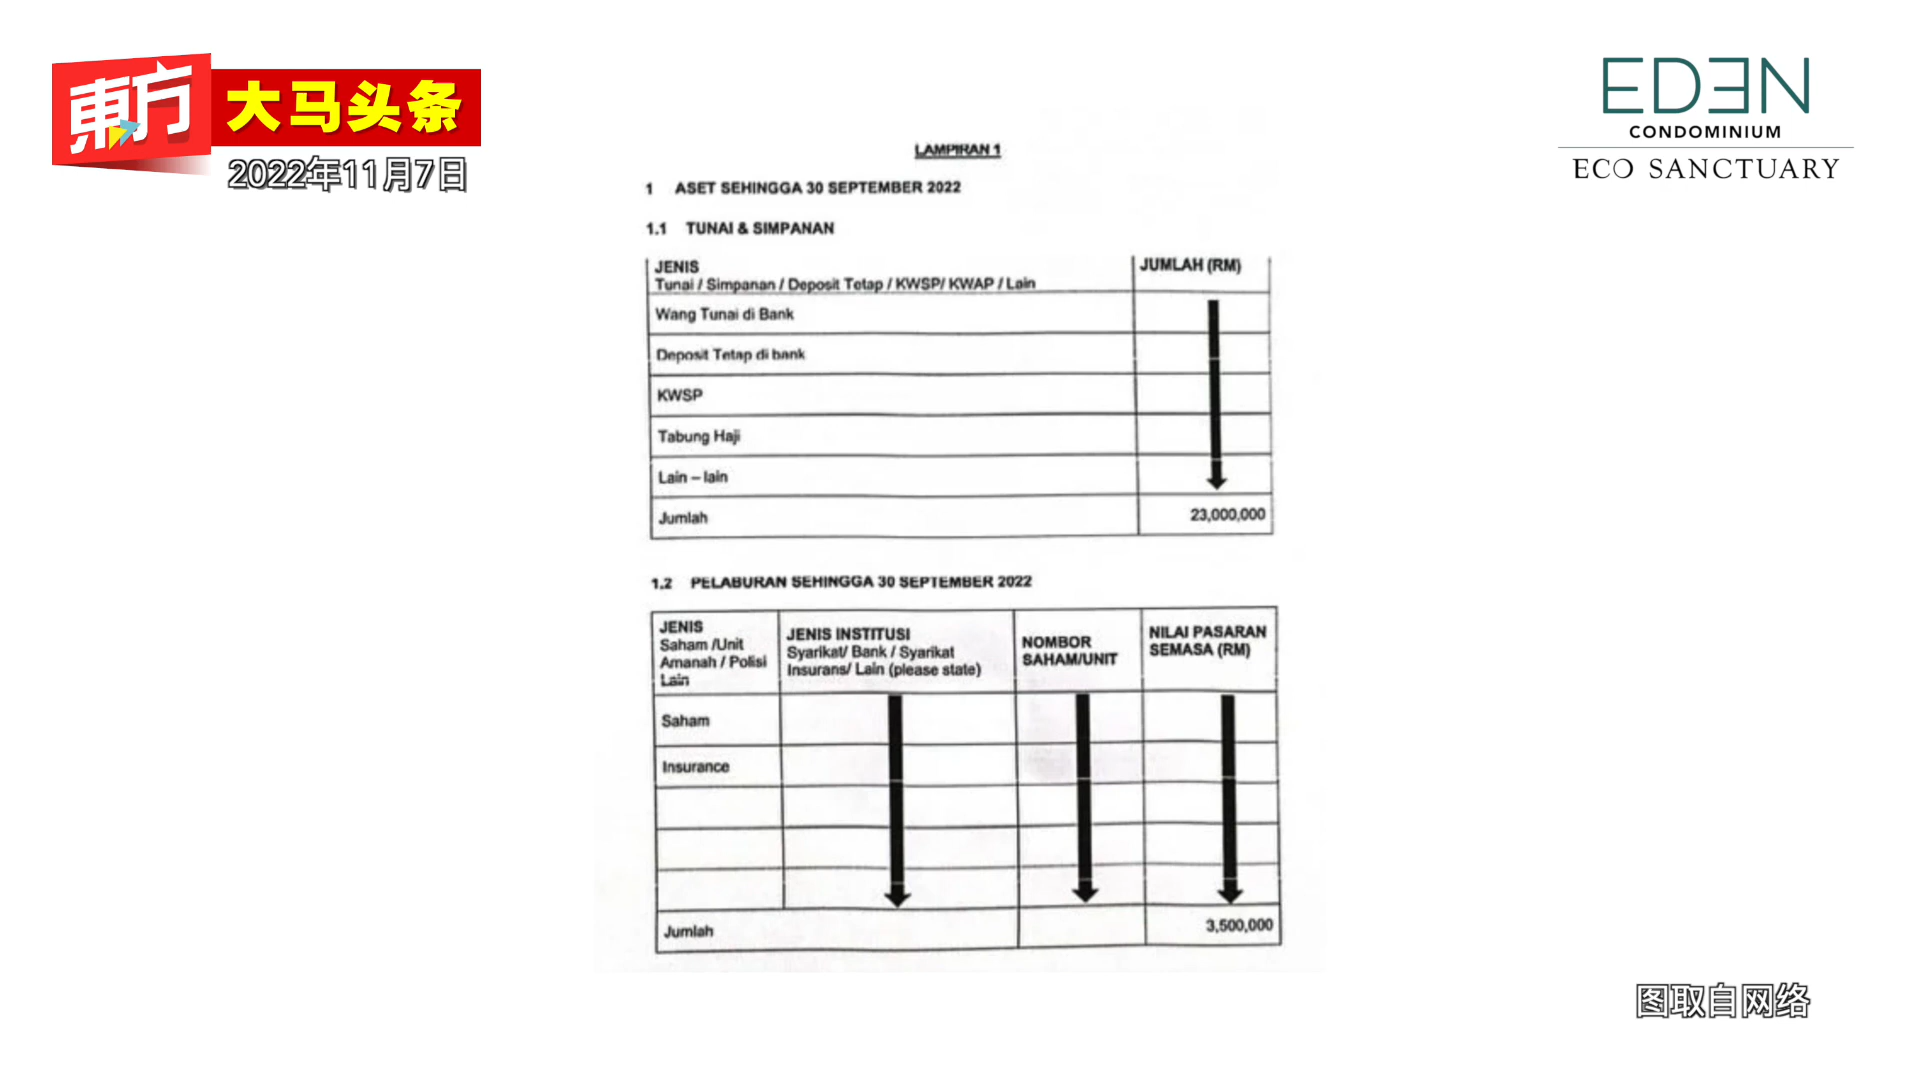 東方
大马头条
2022年11月7日
EDEN
CONDOMINIUM
ECO SANCTUARY
LAMPIRAN 1
1 ASET SEHINGGA 30 SEPTEMBER 2022
1.1 TUNAI & SIMPANAN
JENIS
Tunai / Simpanan / Deposit Tetap / KWSP/ KWAP / Lain
JUMLAH (RM)
Wang Tunai di Bank
Deposit Tetap di bank
KWSP
Tabung Haji
Lain – lain
Jumlah 23,000,000
1.2 PELABURAN SEHINGGA 30 SEPTEMBER 2022
JENIS
Saham /Unit
Amanah / Polisi
Lain
JENIS INSTITUSI
Syarikat/ Bank / Syarikat
Insurans/ Lain (please state)
NOMBOR
SAHAM/UNIT
NILAI PASARAN
SEMASA (RM)
Saham
Insurance
Jumlah 3,500,000
图取自网络